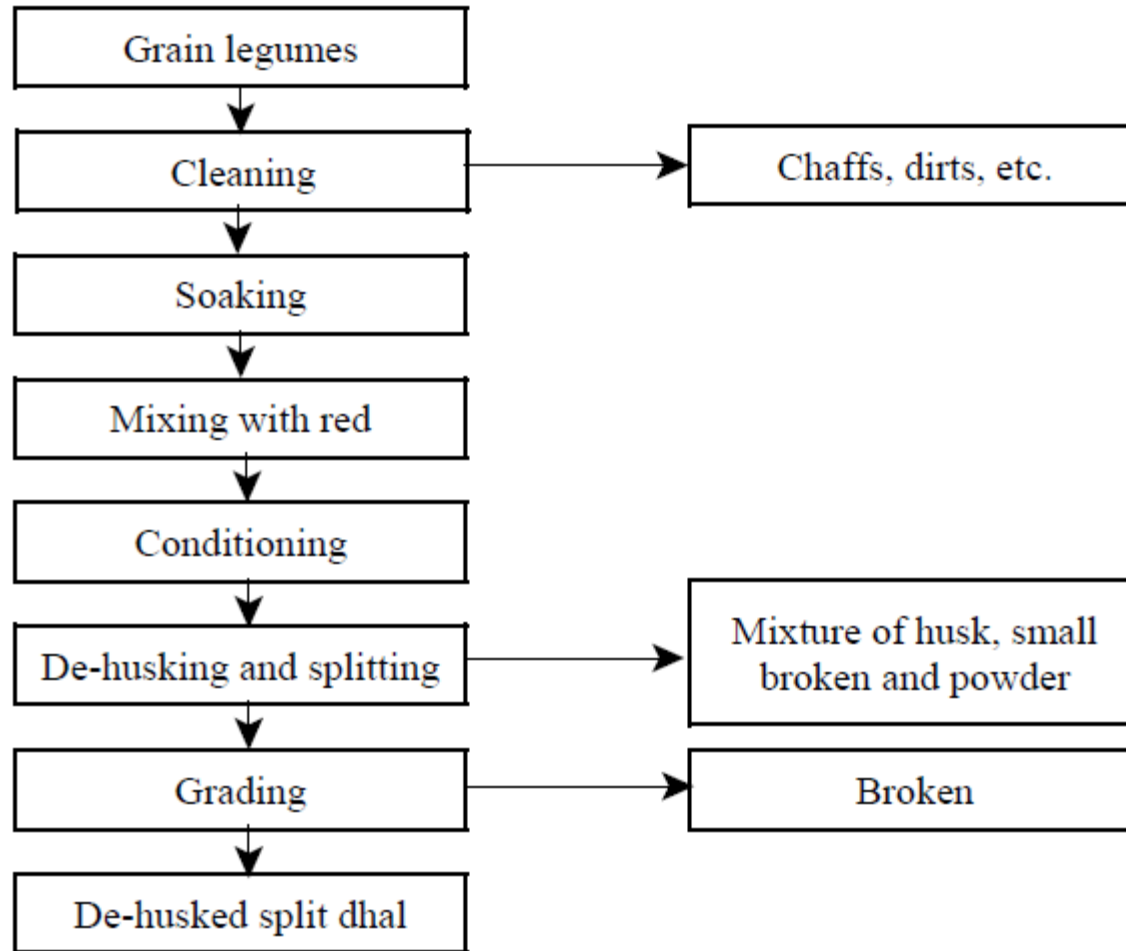 Grain legumes
Cleaning
Chaffs, dirts, etc.
Soaking
Mixing with red
Conditioning
De-husking and splitting
Mixture of husk, small
broken and powder
Grading
Broken
De-husked split dhal